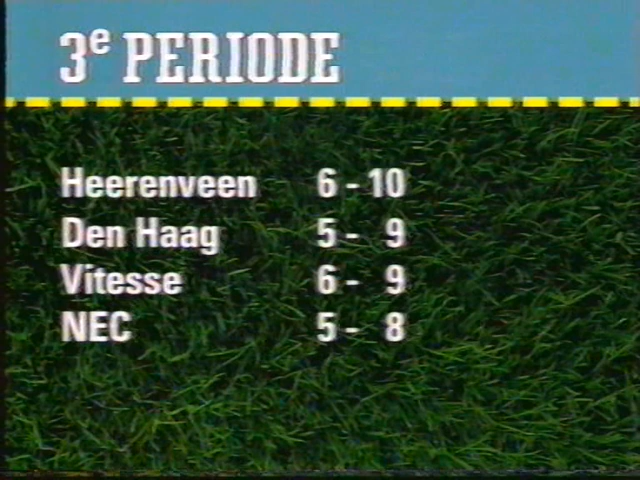 3e PERIODE
Heerenveen 6 - 10
Den Haag 5 - 9
Vitesse 6 - 9
NEC 5 - 8